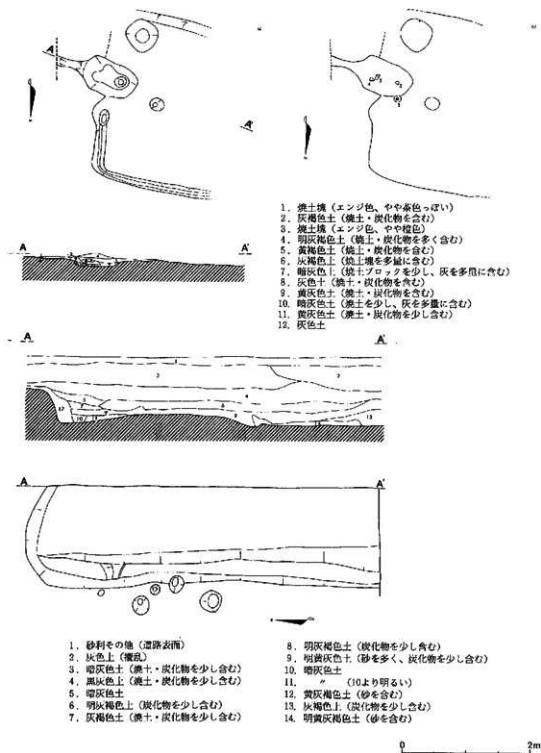 A
A'
1. 焼土塊（エンジ色、やや茶色っぽい）
2. 灰褐色土（焼土・炭化物を含む）
3. 焼土塊（エンジ色、やや橙色）
4. 明灰褐色土（焼土・炭化物を多く含む）
5. 黄褐色土（焼土・炭化物を含む）
6. 灰褐色土（焼土塊を多量に含む）
7. 暗灰色土（焼土ブロックを少し、灰を多量に含む）
8. 灰色土（焼土・炭化物を含む）
9. 黄灰色土（焼土・炭化物を含む）
10. 暗灰色土（焼土を少し、灰を多量に含む）
11. 黄灰色土（焼土・炭化物を少し含む）
12. 灰色土
A A'
A A'
A A'
1. 砂利その他（道路表面）
2. 灰色土（攪乱）
3. 暗灰色土（焼土・炭化物を少し含む）
4. 黒灰色土（焼土・炭化物を少し含む）
5. 暗灰色土
6. 明灰褐色土（炭化物を少し含む）
7. 灰褐色土（焼土・炭化物を少し含む）
8. 明灰褐色土（炭化物を少し含む）
9. 明黄灰色土（砂を多く、炭化物を少し含む）
10. 暗灰色土
11. 〃 （10より明るい）
12. 黄灰褐色土（砂を含む）
13. 灰褐色土（炭化物を少し含む）
14. 明黄灰褐色土（砂を含む）
0 2m